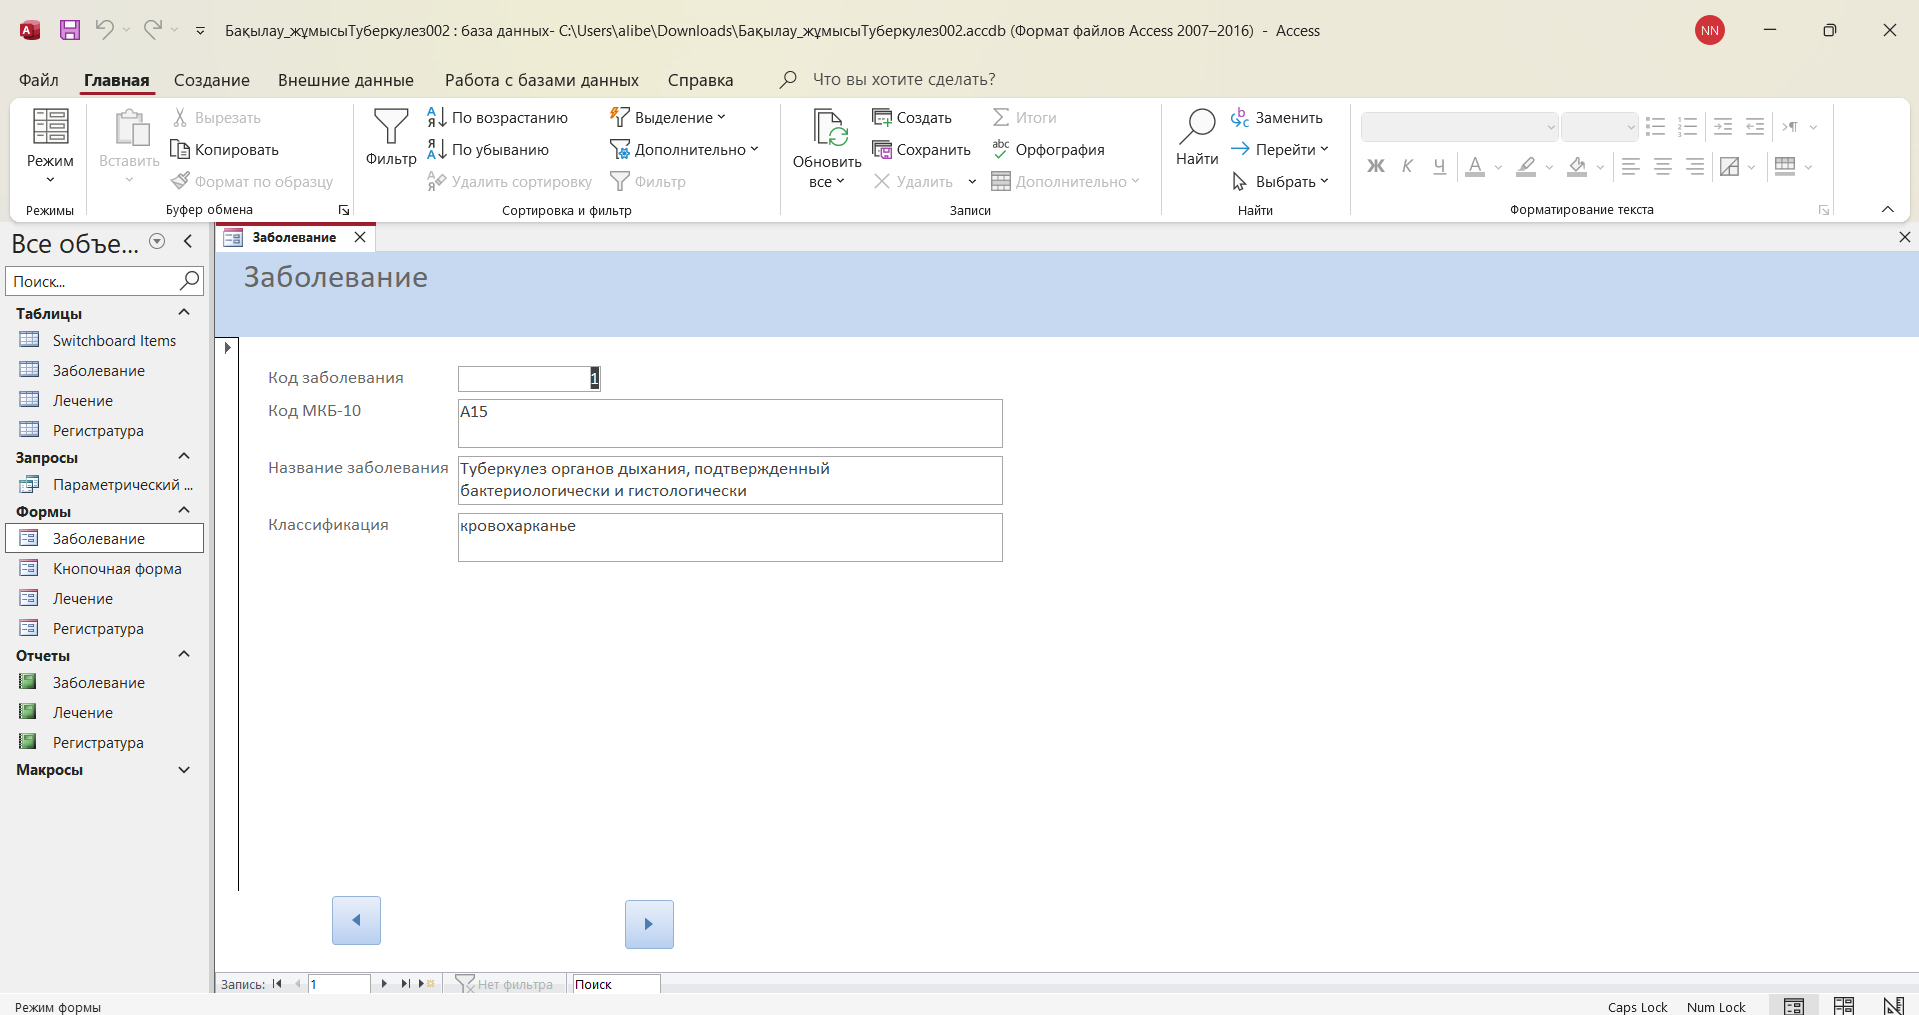 Бақылау_жұмысыТуберкулез002 : база данных- C:\Users\alibe\Downloads\Бақылау_жұмысыТуберкулез002.accdb (Формат файлов Access 2007–2016) - Access
NN
Файл Главная Создание Внешние данные Работа с базами данных Справка Что вы хотите сделать?
Режим
Режимы
Вставить
Вырезать
Копировать
Формат по образцу
Буфер обмена
Фильтр
По возрастанию
По убыванию
Удалить сортировку
Выделение
Дополнительно
Фильтр
Сортировка и фильтр
Обновить
все
Создать
Сохранить
Удалить
Итоги
Орфография
Дополнительно
Записи
Найти
Заменить
Перейти
Выбрать
Найти
Ж К Ч А
Форматирование текста
Все объе...
Поиск...
Таблицы
Switchboard Items
Заболевание
Лечение
Регистратура
Запросы
Параметрический ...
Формы
Заболевание
Кнопочная форма
Лечение
Регистратура
Отчеты
Заболевание
Лечение
Регистратура
Макросы
Заболевание
Заболевание
Код заболевания 1
Код МКБ-10 A15
Название заболевания Туберкулез органов дыхания, подтвержденный
бактериологически и гистологически
Классификация кровохарканье
Запись: 1 Нет фильтра Поиск
Режим формы Caps Lock Num Lock